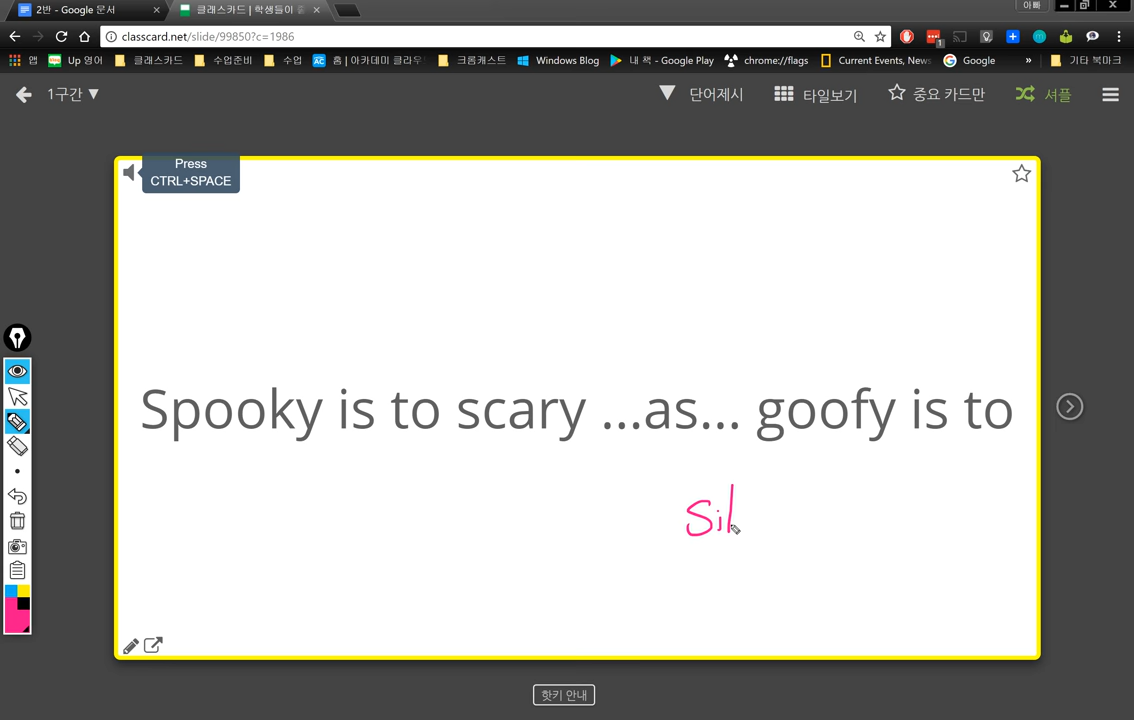 2반 - Google 문서
클래스카드 | 학생들이 좋
아빠
classcard.net/slide/99850?c=1986
1
앱 Up 영어 클래스카드 수업준비 수업 홈 | 아카데미 클라우 크롬캐스트 Windows Blog 내 책 - Google Play chrome://flags Current Events, News Google » 기타 북마크
1구간 ▼ ▼ 단어제시 타일보기 중요 카드만 셔플
Press
CTRL+SPACE
Spooky is to scary ...as... goofy is to
Sil
핫키 안내